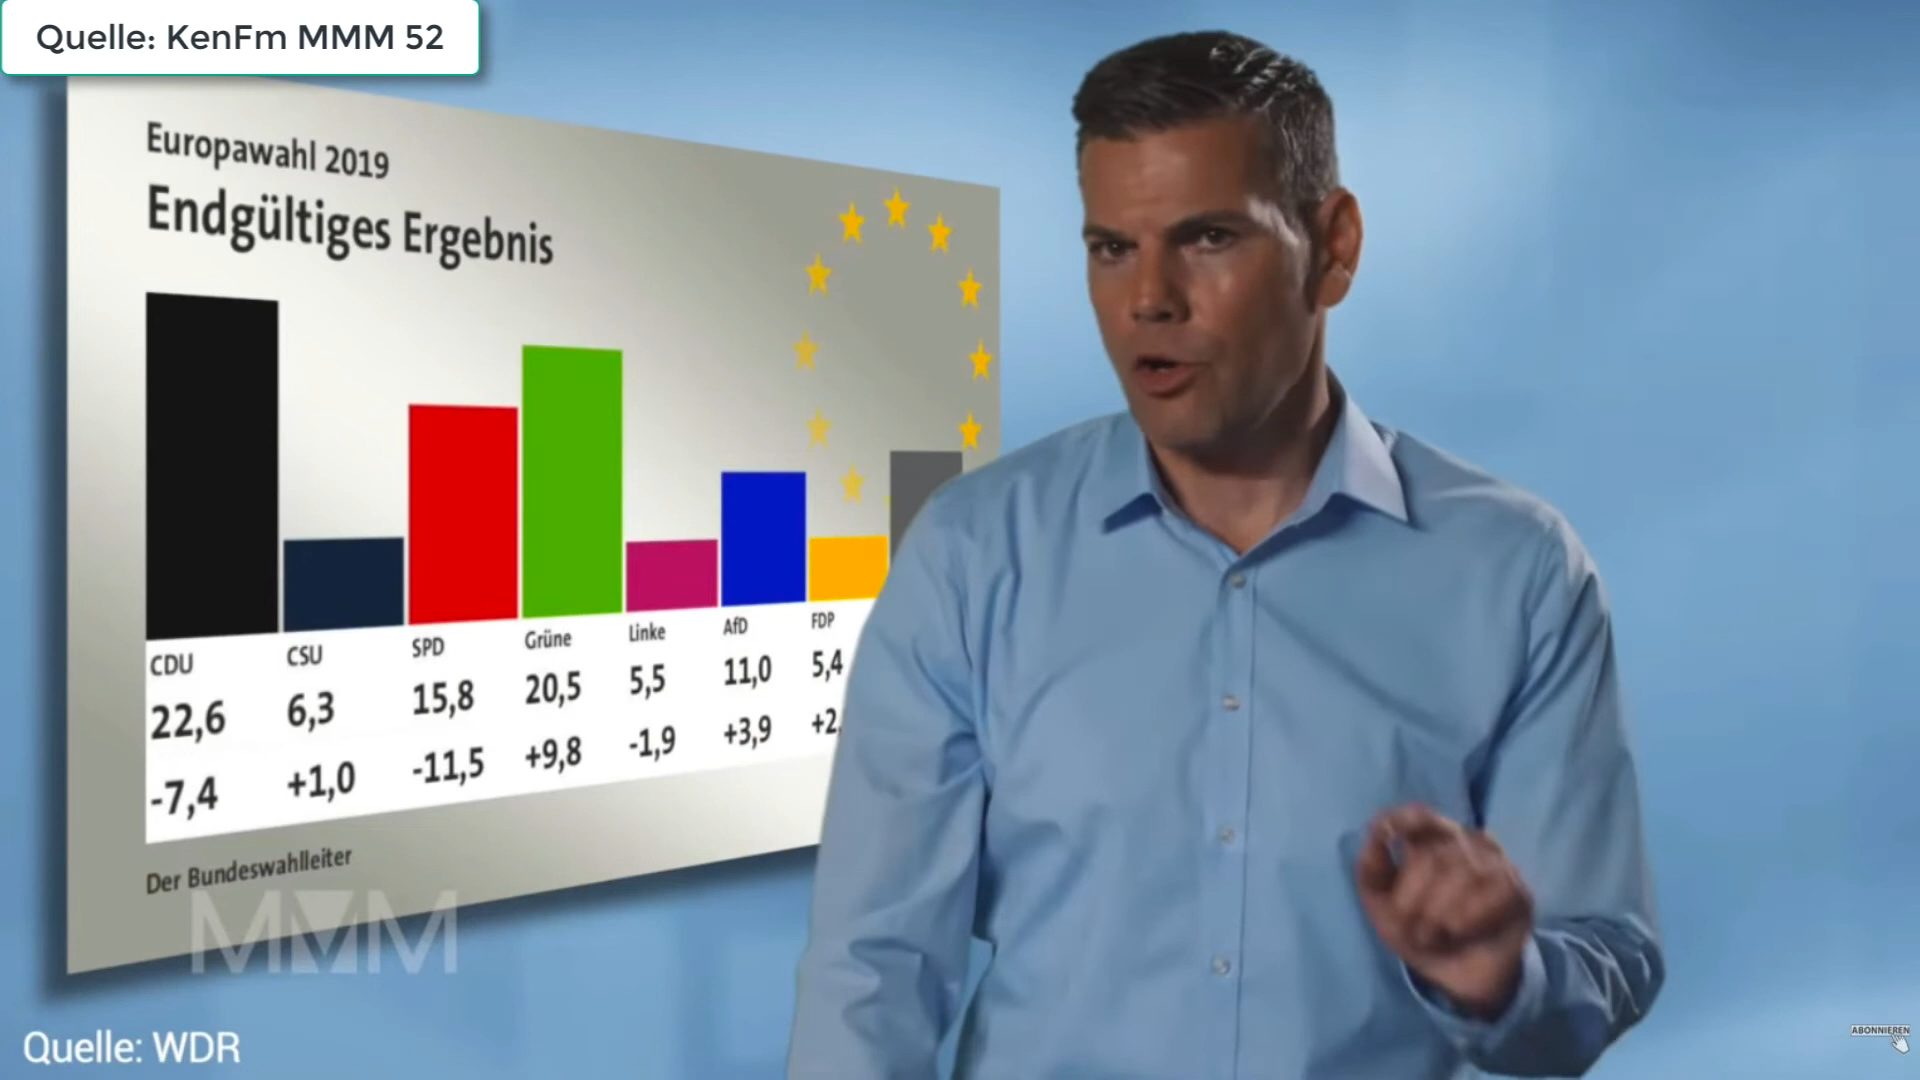 Quelle: KenFm MMM 52
Europawahl 2019
Endgültiges Ergebnis
CDU CSU SPD Grüne Linke AfD FDP
22,6 6,3 15,8 20,5 5,5 11,0 5,4
-7,4 +1,0 -11,5 +9,8 -1,9 +3,9 +2,
Der Bundeswahlleiter
MMM
Quelle: WDR
ABONNIEREN